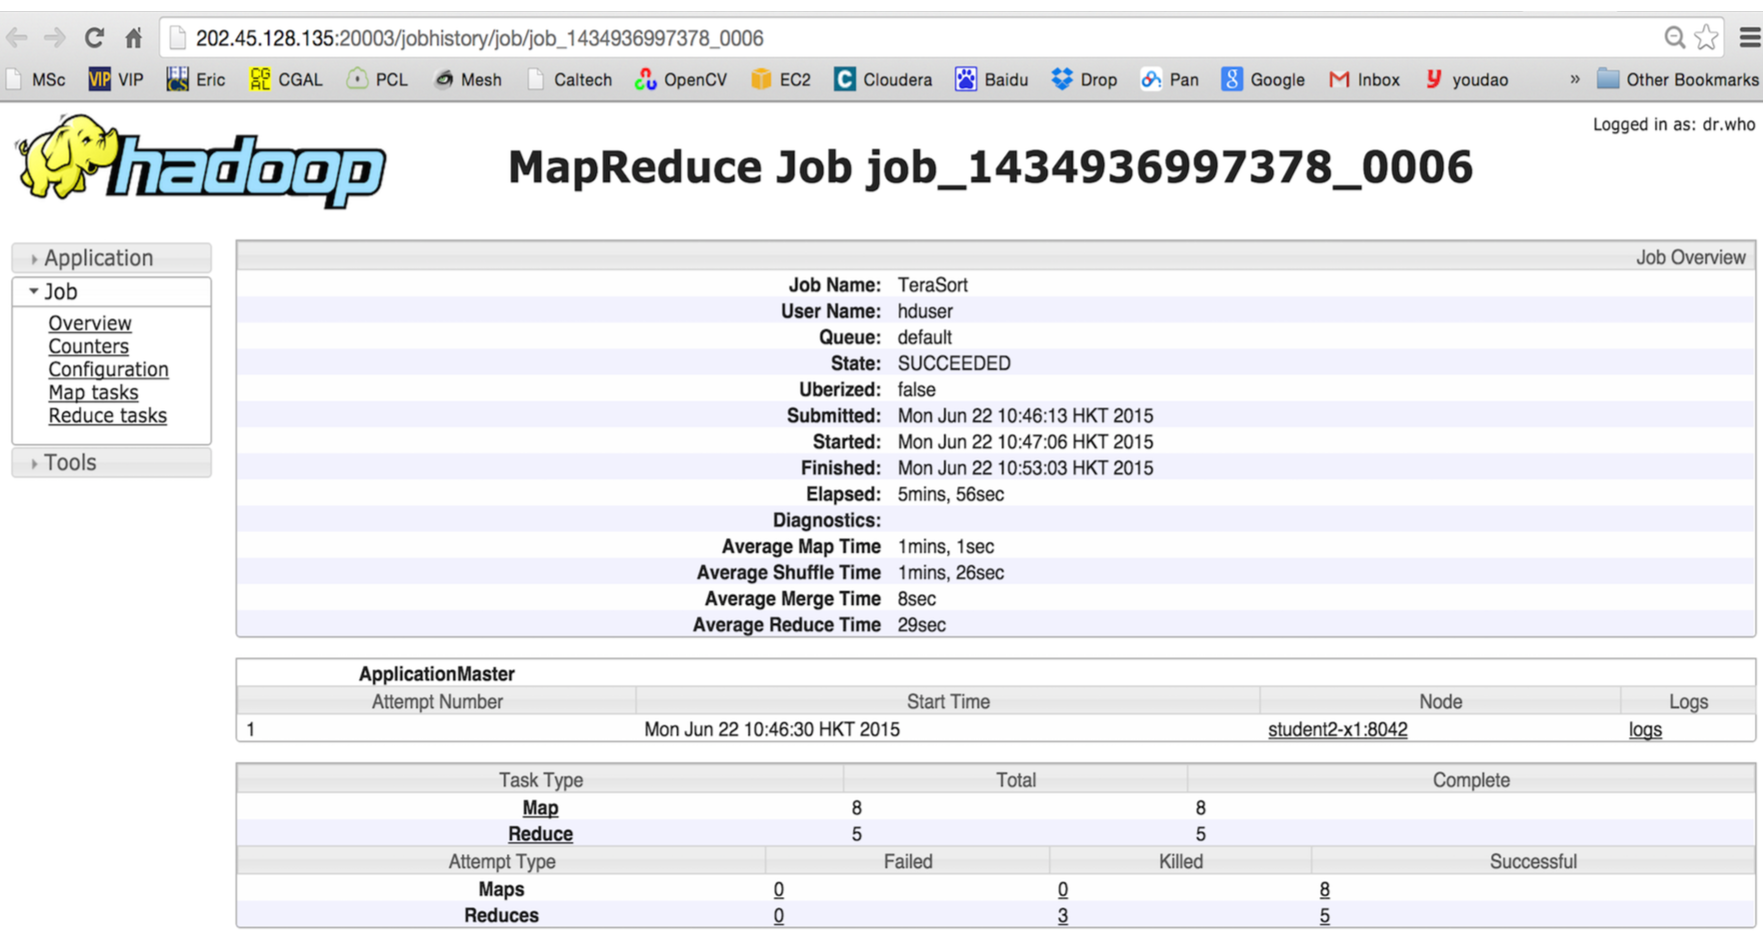 202.45.128.135:20003/jobhistory/job/job_1434936997378_0006
MSc VIP VIP Eric CGAL CGAL PCL Mesh Caltech OpenCV EC2 C Cloudera Baidu Drop Pan 8 Google M Inbox y youdao » Other Bookmarks
Logged in as: dr.who
hadoop
MapReduce Job job_1434936997378_0006
Application
Job
Overview
Counters
Configuration
Map tasks
Reduce tasks
Tools
Job Overview
Job Name: TeraSort
User Name: hduser
Queue: default
State: SUCCEEDED
Uberized: false
Submitted: Mon Jun 22 10:46:13 HKT 2015
Started: Mon Jun 22 10:47:06 HKT 2015
Finished: Mon Jun 22 10:53:03 HKT 2015
Elapsed: 5mins, 56sec
Diagnostics:
Average Map Time 1mins, 1sec
Average Shuffle Time 1mins, 26sec
Average Merge Time 8sec
Average Reduce Time 29sec
ApplicationMaster
Attempt Number Start Time Node Logs
1 Mon Jun 22 10:46:30 HKT 2015 student2-x1:8042 logs
Task Type Total Complete
Map 8 8
Reduce 5 5
Attempt Type Failed Killed Successful
Maps 0 0 8
Reduces 0 3 5